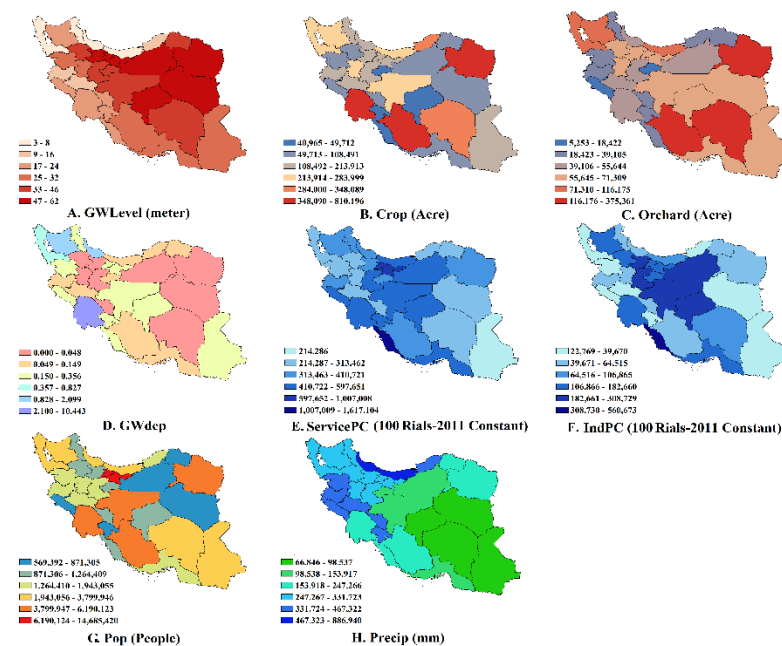 3 - 8
9 - 16
17 - 24
25 - 32
33 - 46
47 - 62
A. GWLevel (meter)
40,965 - 49,712
49,713 - 108,491
108,492 - 213,913
213,914 - 283,999
284,000 - 348,089
348,090 - 810,196
B. Crop (Acre)
5,253 - 18,422
18,423 - 39,105
39,106 - 55,644
55,645 - 71,309
71,310 - 116,175
116,176 - 375,361
C. Orchard (Acre)
0.000 - 0.048
0.049 - 0.149
0.150 - 0.356
0.357 - 0.827
0.828 - 2.099
2.100 - 10.443
D. GWdep
214.286
214.287 - 313.462
313.463 - 410.721
410.722 - 597.651
597.652 - 1,007.008
1,007.009 - 1,617.104
E. ServicePC (100 Rials-2011 Constant)
22,769 - 39,670
39,671 - 64,515
64,516 - 106,865
106,866 - 182,660
182,661 - 308,729
308,730 - 560,673
F. IndPC (100 Rials-2011 Constant)
569,392 - 871,305
871,306 - 1,264,409
1,264,410 - 1,943,055
1,943,056 - 3,799,946
3,799,947 - 6,190,123
6,190,124 - 14,685,420
G. Pop (People)
66.846 - 98.537
98.538 - 153.917
153.918 - 247.266
247.267 - 331.723
331.724 - 467.322
467.323 - 886.940
H. Precip (mm)